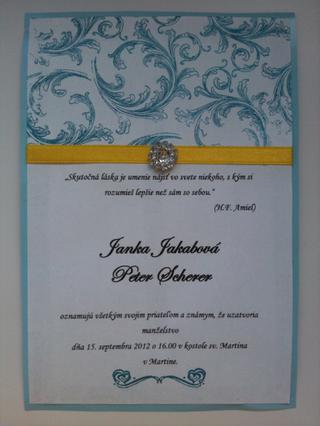 „Skutočná láska je umenie nájsť vo svete niekoho, s kým si
rozumieš lepšie než sám so sebou."
(H.F. Amiel)
Janka Jakabová
Peter Scherer
oznamujú všetkým svojim priateľom a známym, že uzatvoria
manželstvo
dňa 15. septembra 2012 o 16.00 v kostole sv. Martina
v Martine.